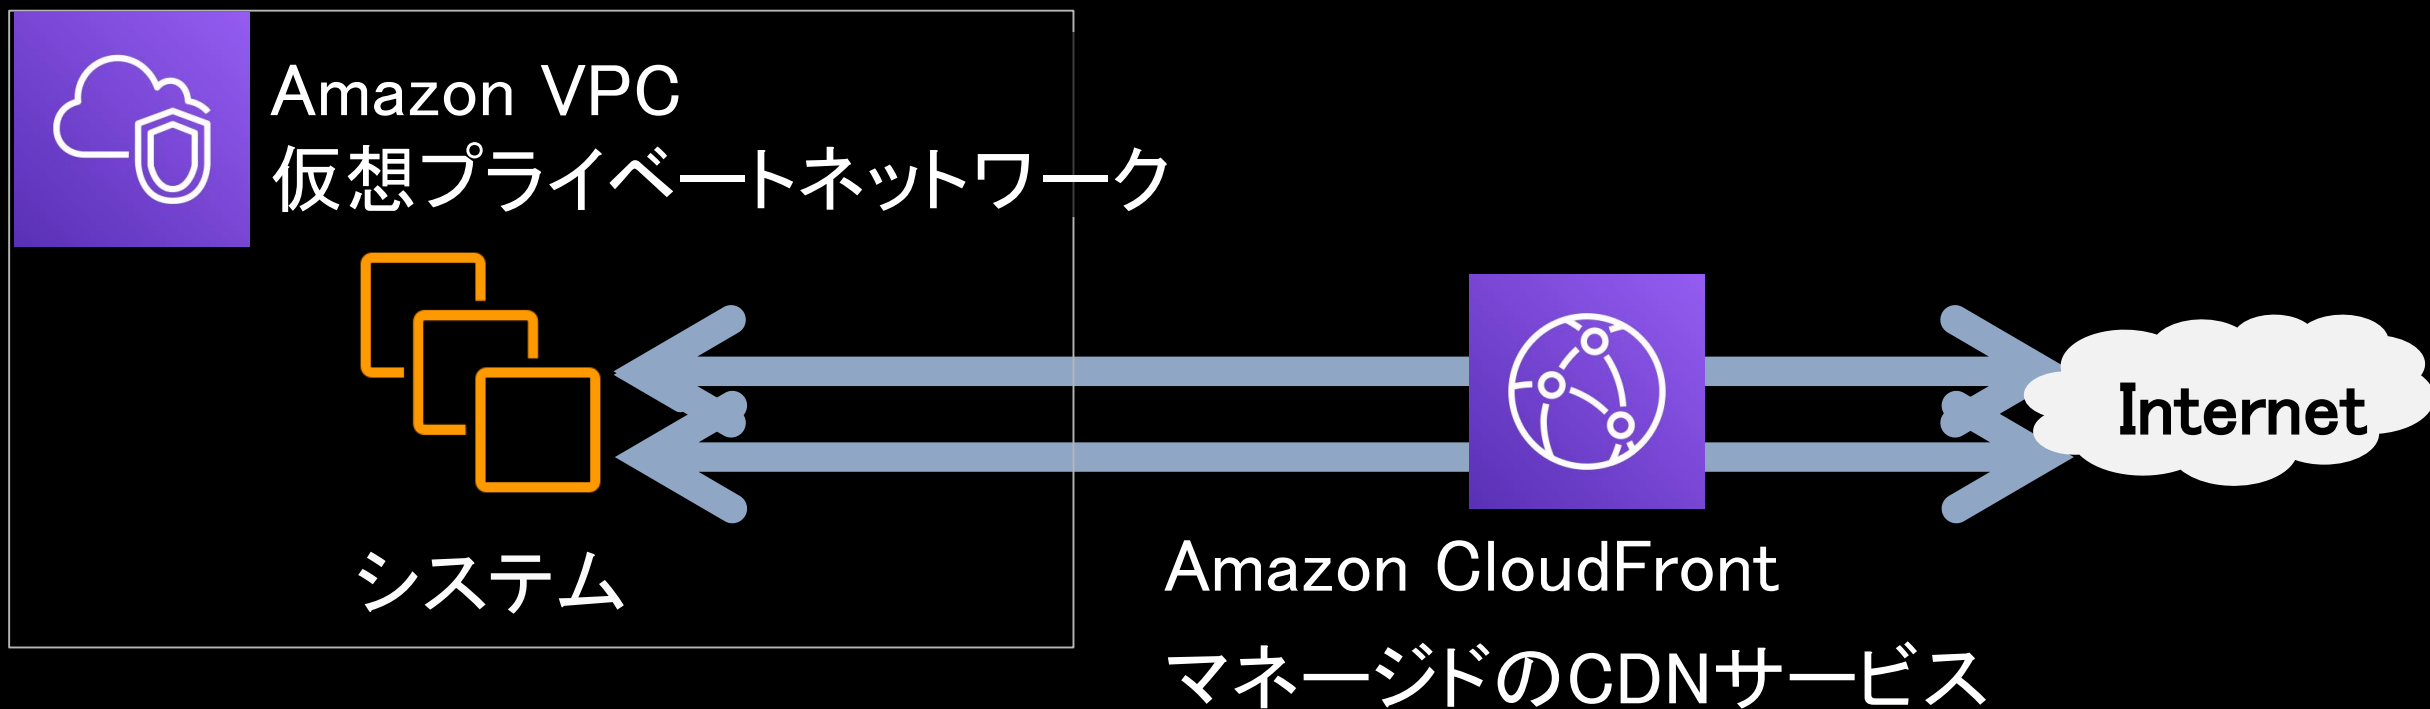 Amazon VPC
仮想プライベートネットワーク
Internet
システム
Amazon CloudFront
マネージドのCDNサービス